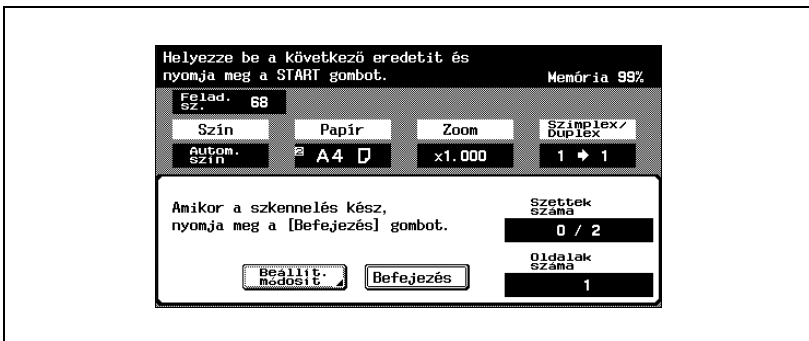 Helyezze be a következő eredetit és
nyomja meg a START gombot.
Memória 99%
Felad.
sz. 68
Szín
Papír
Zoom
Szimplex/
Duplex
Autom.
szín
2 A4
x1.000
1 → 1
Amikor a szkennelés kész,
nyomja meg a [Befejezés] gombot.
Szettek
száma
0 / 2
Oldalak
száma
1
Beállít.
módosít
Befejezés